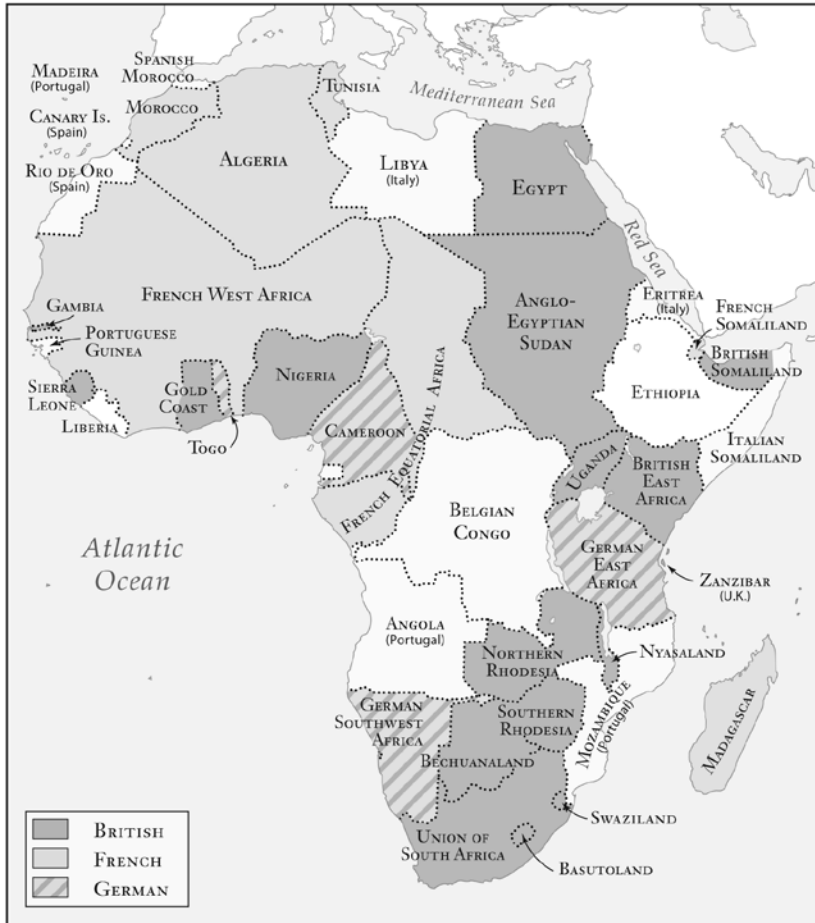 MADEIRA
(Portugal)
SPANISH
MOROCCO
TUNISIA
Mediterranean Sea
CANARY IS.
(Spain)
MOROCCO
ALGERIA
LIBYA
(Italy)
EGYPT
RIO DE ORO
(Spain)
Red Sea
FRENCH WEST AFRICA
ANGLO-
EGYPTIAN
SUDAN
ERITREA
(Italy)
FRENCH
SOMALILAND
GAMBIA
PORTUGUESE
GUINEA
BRITISH
SOMALILAND
SIERRA
LEONE
GOLD
COAST
NIGERIA
ETHIOPIA
LIBERIA
TOGO
CAMEROON
FRENCH EQUATORIAL AFRICA
UGANDA
BRITISH
EAST
AFRICA
ITALIAN
SOMALILAND
BELGIAN
CONGO
Atlantic
Ocean
GERMAN
EAST
AFRICA
ZANZIBAR
(U.K.)
ANGOLA
(Portugal)
NORTHERN
RHODESIA
NYASALAND
GERMAN
SOUTHWEST
AFRICA
SOUTHERN
RHODESIA
MOZAMBIQUE
(Portugal)
MADAGASCAR
BECHUANALAND
SWAZILAND
UNION OF
SOUTH AFRICA
BASUTOLAND
BRITISH
FRENCH
GERMAN